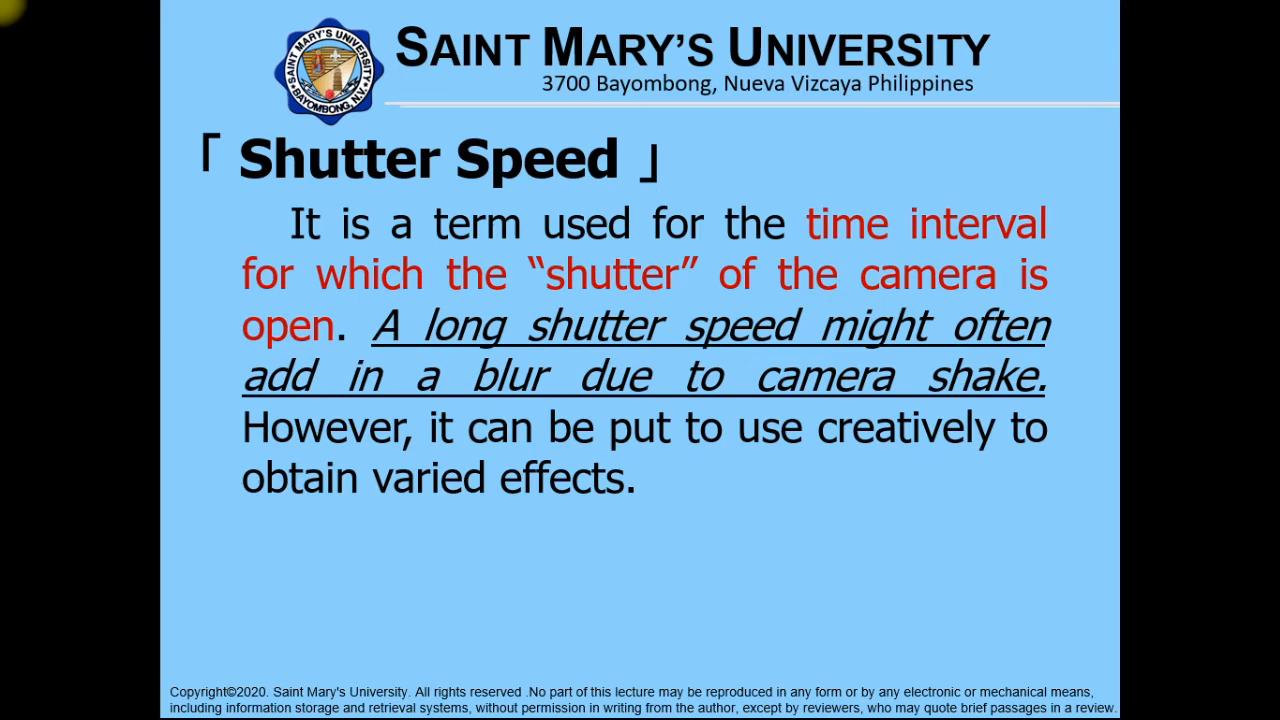 SAINT MARY'S UNIVERSITY
3700 Bayombong, Nueva Vizcaya Philippines
SAINT MARY'S UNIVERSITY
BAYOMBONG, N.V.
「 Shutter Speed 」
It is a term used for the time interval
for which the “shutter” of the camera is
open. A long shutter speed might often
add in a blur due to camera shake.
However, it can be put to use creatively to
obtain varied effects.
Copyright©2020. Saint Mary's University. All rights reserved .No part of this lecture may be reproduced in any form or by any electronic or mechanical means,
including information storage and retrieval systems, without permission in writing from the author, except by reviewers, who may quote brief passages in a review.